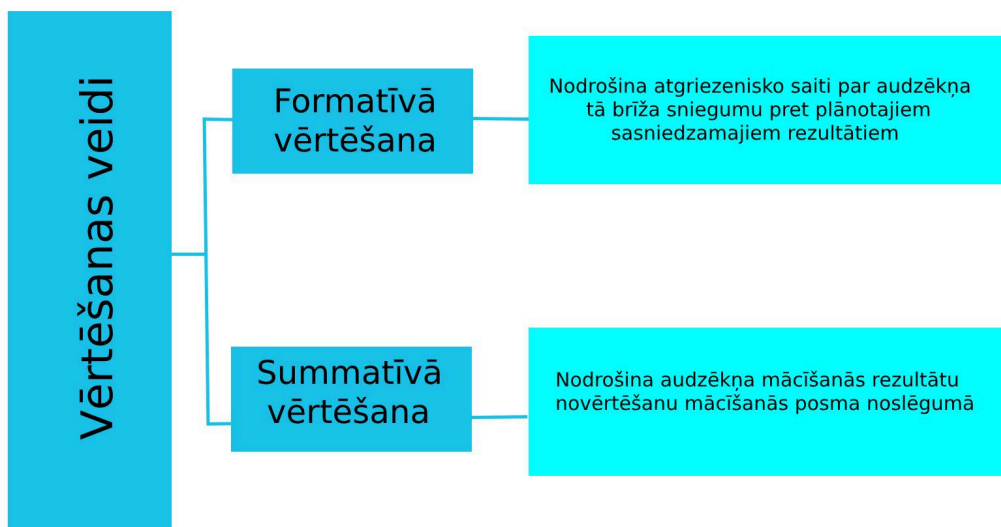 Vērtēšanas veidi
Formatīvā
vērtēšana
Nodrošina atgriezenisko saiti par audzēkņa
tā brīža sniegumu pret plānotajiem
sasniedzamajiem rezultātiem
Summatīvā
vērtēšana
Nodrošina audzēkņa mācīšanās rezultātu
novērtēšanu mācīšanās posma noslēgumā